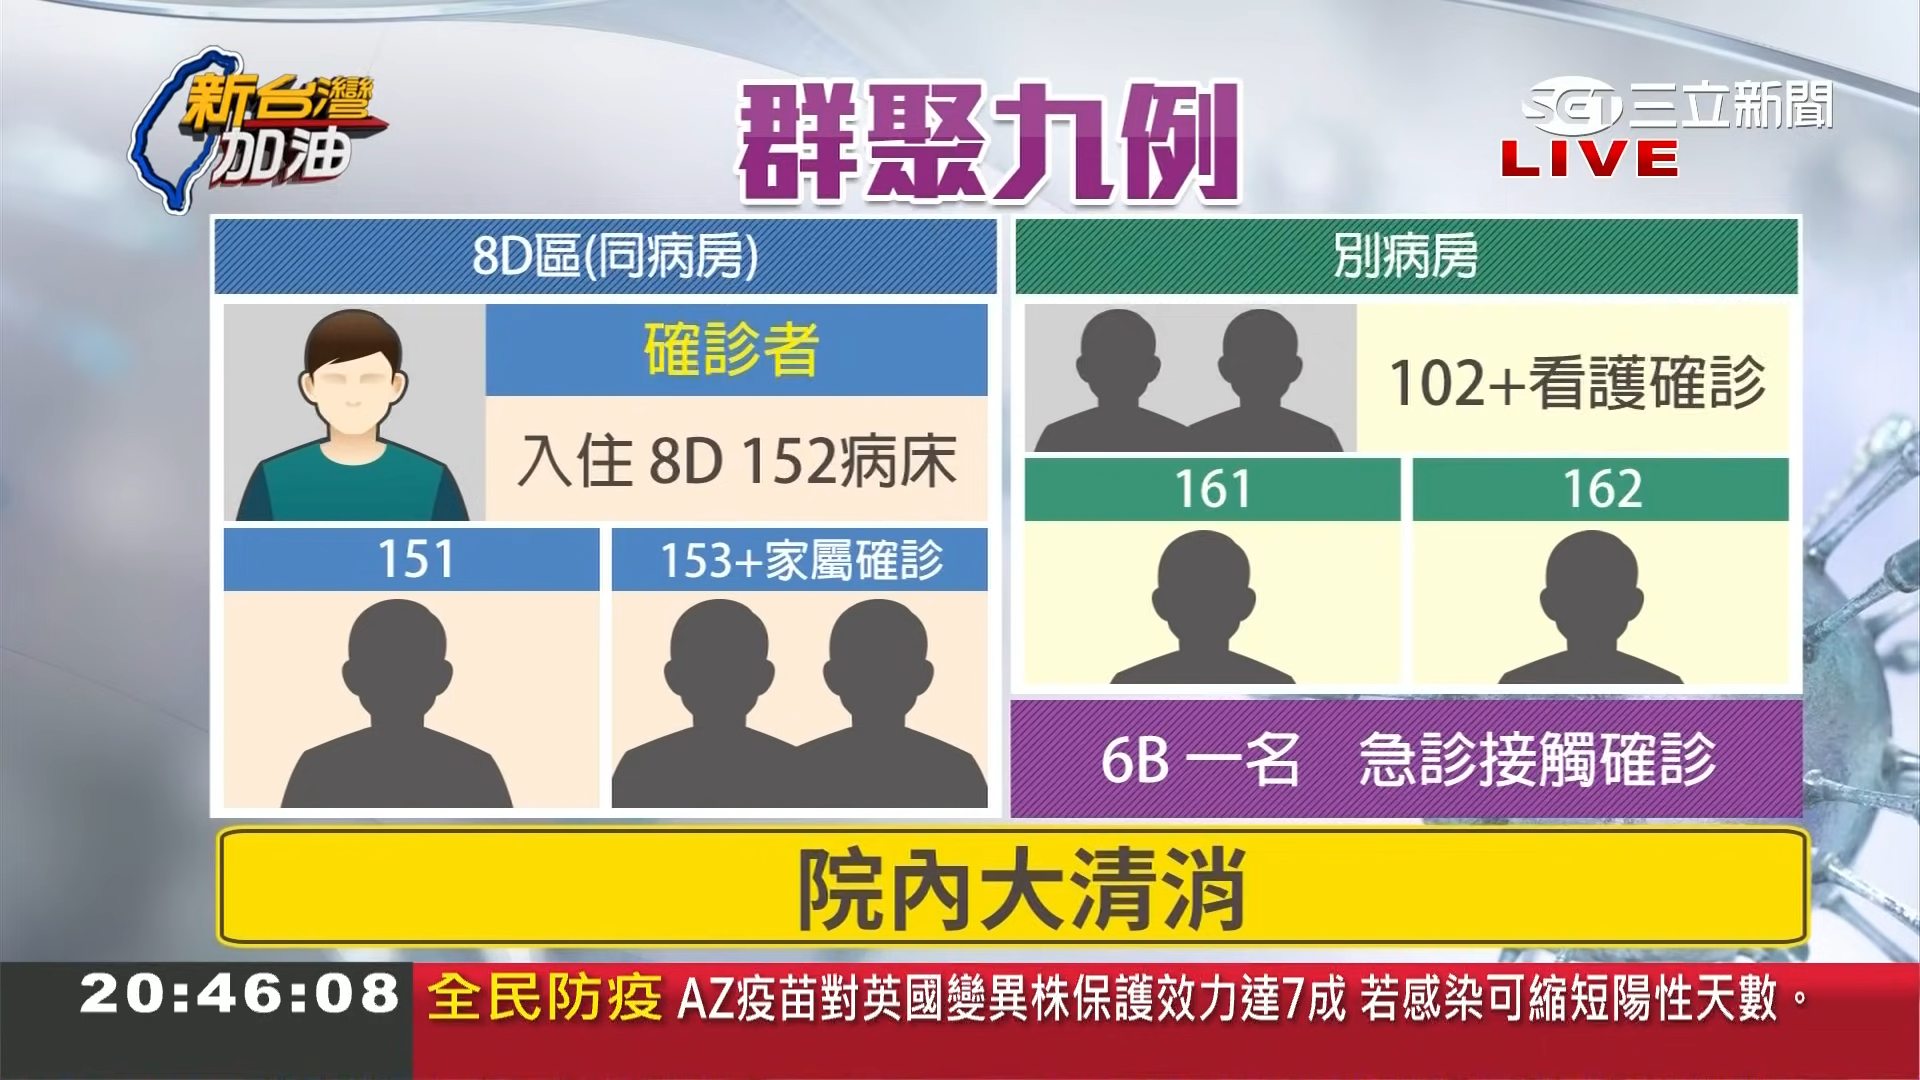 新台灣
加油
群聚九例
SET三立新聞
LIVE
8D區(同病房)
確診者
入住 8D 152病床
151
153+家屬確診
別病房
102+看護確診
161
162
6B 一名 急診接觸確診
院內大清消
20:46:08
全民防疫 AZ疫苗對英國變異株保護效力達7成 若感染可縮短陽性天數。